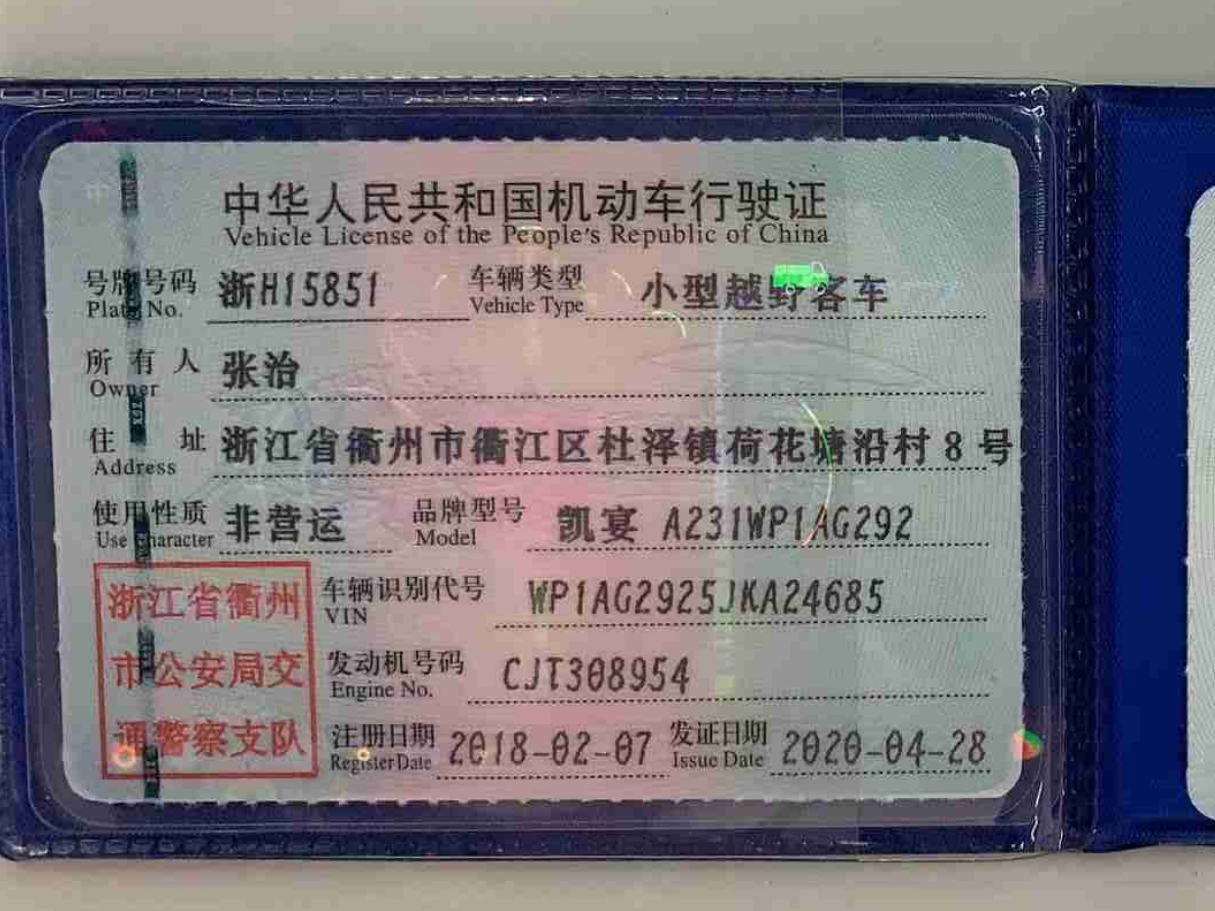 中华人民共和国机动车行驶证
Vehicle License of the People's Republic of China
号牌号码 浙H15851 车辆类型 小型越野客车
Plate No. Vehicle Type
所有人 张治
Owner
住址 浙江省衢州市衢江区杜泽镇荷花塘沿村8号
Address
使用性质 非营运 品牌型号 凯宴 A231WP1AG292
Use Character Model
浙江省衢州 车辆识别代号 WP1AG2925JKA24685
VIN
市公安局交 发动机号码 CJT308954
Engine No.
通警察支队 注册日期 2018-02-07 发证日期 2020-04-28
Register Date Issue Date